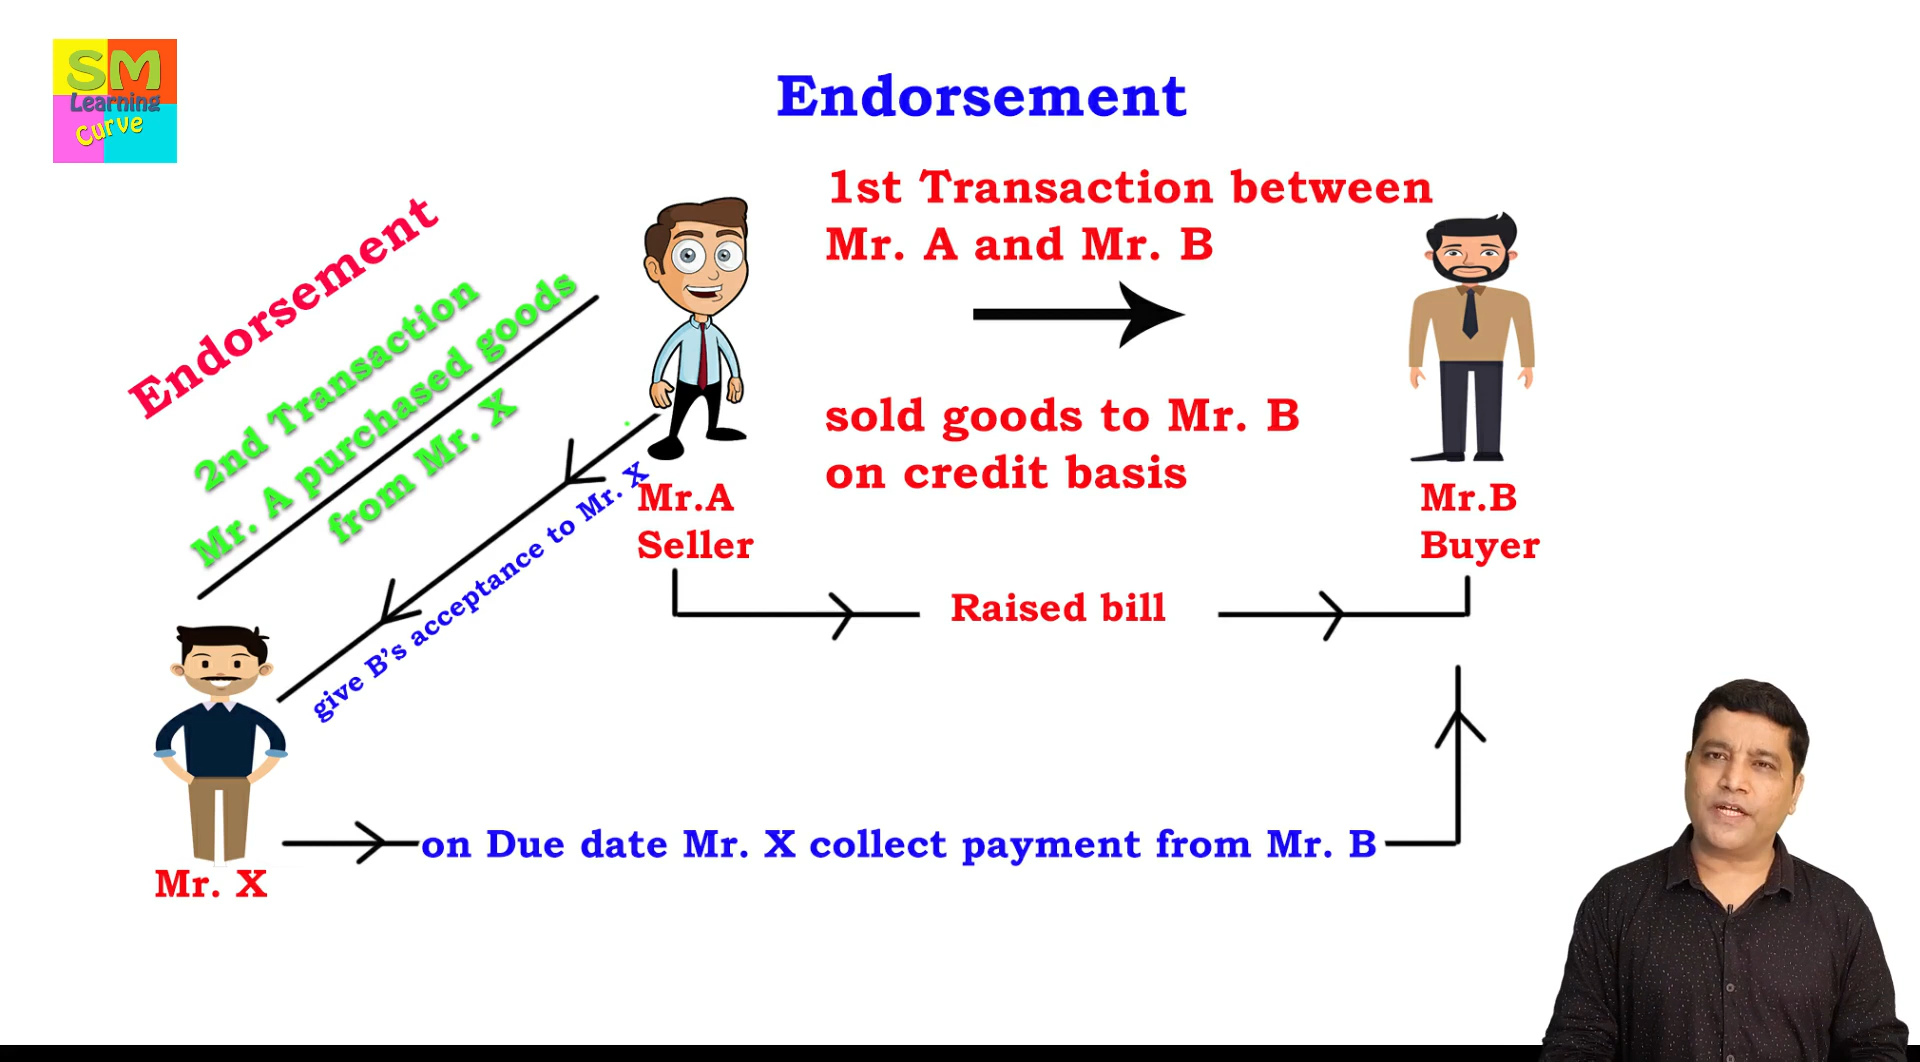 SM
Learning
Curve
Endorsement
1st Transaction between
Mr. A and Mr. B
sold goods to Mr. B
on credit basis
Endorsement
2nd Transaction
Mr. A purchased goods
from Mr. X
give B's acceptance to Mr. X
Mr.A
Seller
Mr.B
Buyer
Raised bill
on Due date Mr. X collect payment from Mr. B
Mr. X